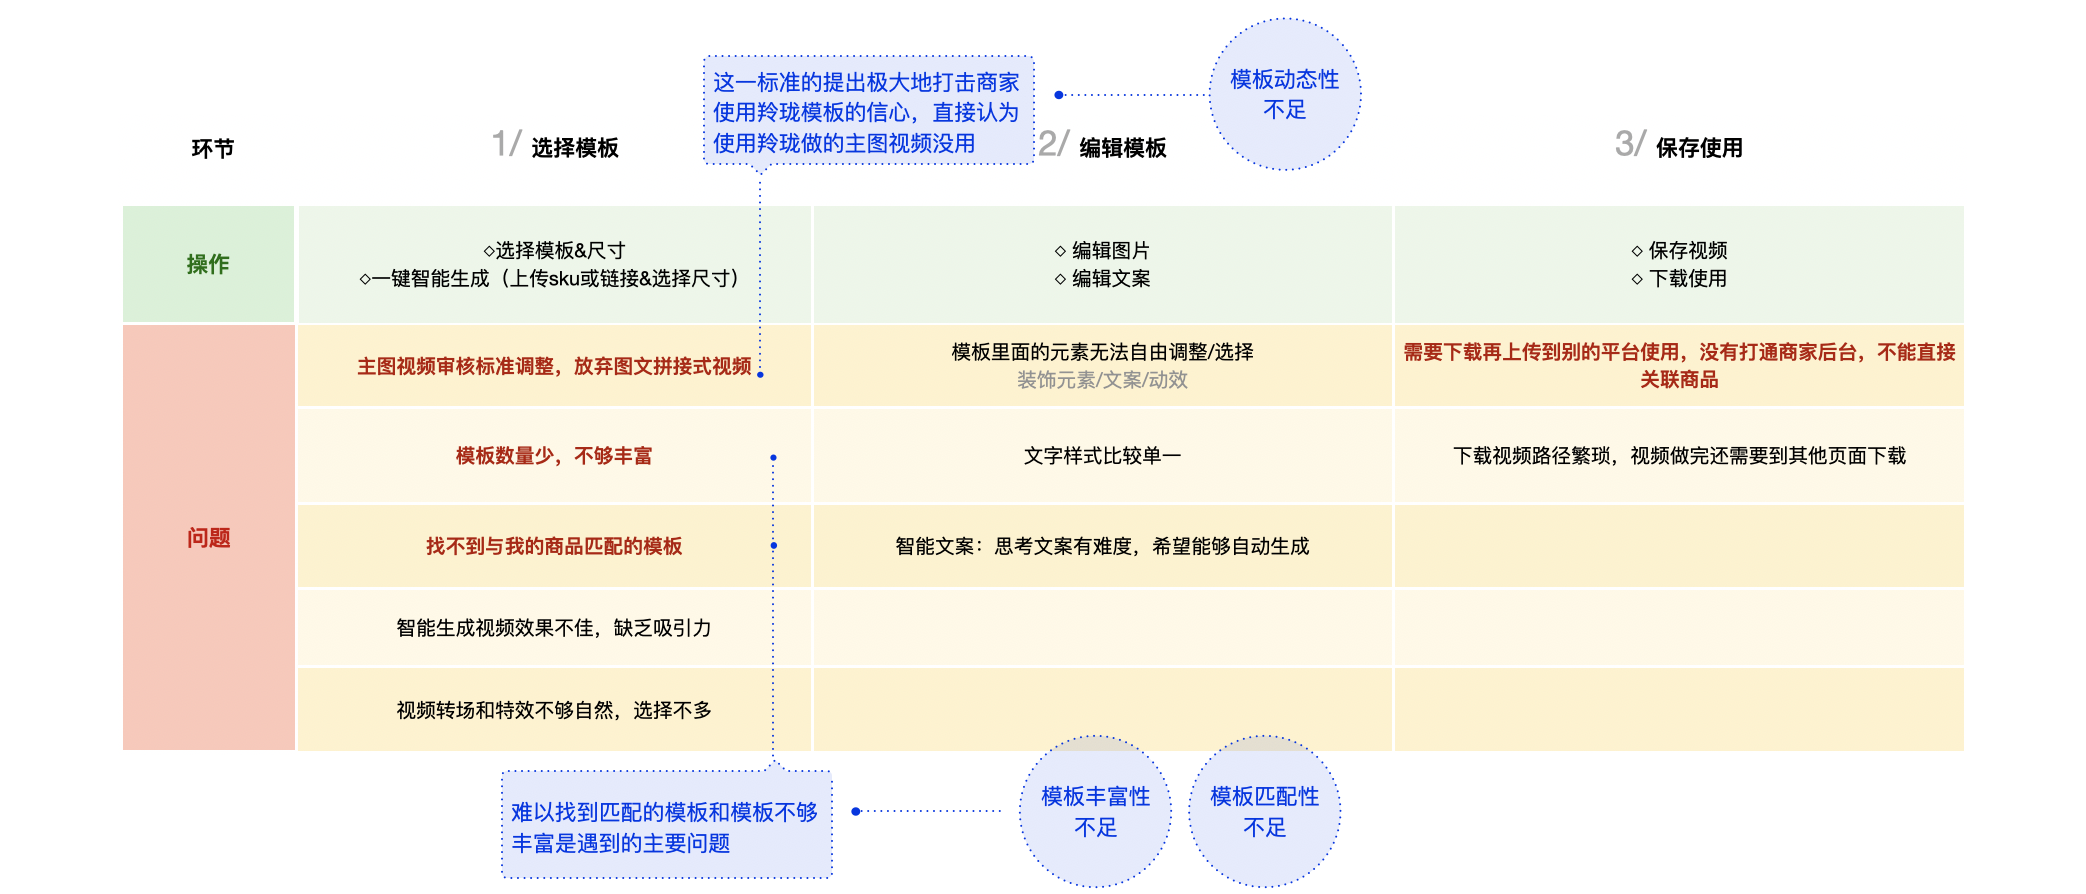 这一标准的提出极大地打击商家
使用羚珑模板的信心，直接认为
使用羚珑做的主图视频没用
模板动态性
不足
环节
1/ 选择模板
2/ 编辑模板
3/ 保存使用
操作
◇选择模板&尺寸
◇一键智能生成（上传sku或链接&选择尺寸）
◇ 编辑图片
◇ 编辑文案
◇ 保存视频
◇ 下载使用
问题
主图视频审核标准调整，放弃图文拼接式视频
模板里面的元素无法自由调整/选择
装饰元素/文案/动效
需要下载再上传到别的平台使用，没有打通商家后台，不能直接
关联商品
模板数量少，不够丰富
文字样式比较单一
下载视频路径繁琐，视频做完还需要到其他页面下载
找不到与我的商品匹配的模板
智能文案：思考文案有难度，希望能够自动生成
智能生成视频效果不佳，缺乏吸引力
视频转场和特效不够自然，选择不多
难以找到匹配的模板和模板不够
丰富是遇到的主要问题
模板丰富性
不足
模板匹配性
不足